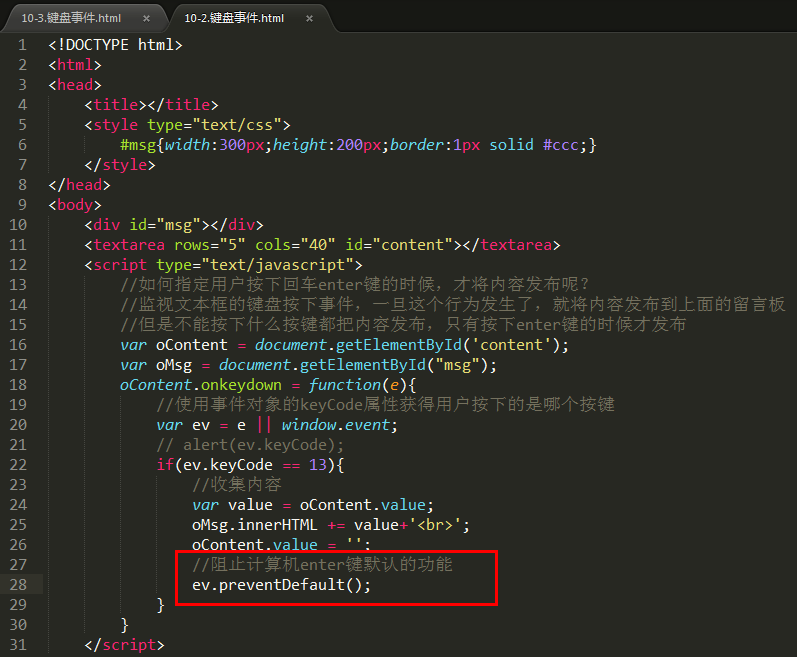 10-3.键盘事件.html × 10-2.键盘事件.html ×
1 <!DOCTYPE html>
2 <html>
3 <head>
4 <title></title>
5 <style type="text/css">
6 #msg{width:300px;height:200px;border:1px solid #ccc;}
7 </style>
8 </head>
9 <body>
10 <div id="msg"></div>
11 <textarea rows="5" cols="40" id="content"></textarea>
12 <script type="text/javascript">
13 //如何指定用户按下回车enter键的时候，才将内容发布呢？
14 //监视文本框的键盘按下事件，一旦这个行为发生了，就将内容发布到上面的留言板
15 //但是不能按下什么按键都把内容发布，只有按下enter键的时候才发布
16 var oContent = document.getElementById('content');
17 var oMsg = document.getElementById("msg");
18 oContent.onkeydown = function(e){
19 //使用事件对象的keyCode属性获得用户按下的是哪个按键
20 var ev = e || window.event;
21 // alert(ev.keyCode);
22 if(ev.keyCode == 13){
23 //收集内容
24 var value = oContent.value;
25 oMsg.innerHTML += value+'<br>';
26 oContent.value = '';
27 //阻止计算机enter键默认的功能
28 ev.preventDefault();
29 }
30 }
31 </script>